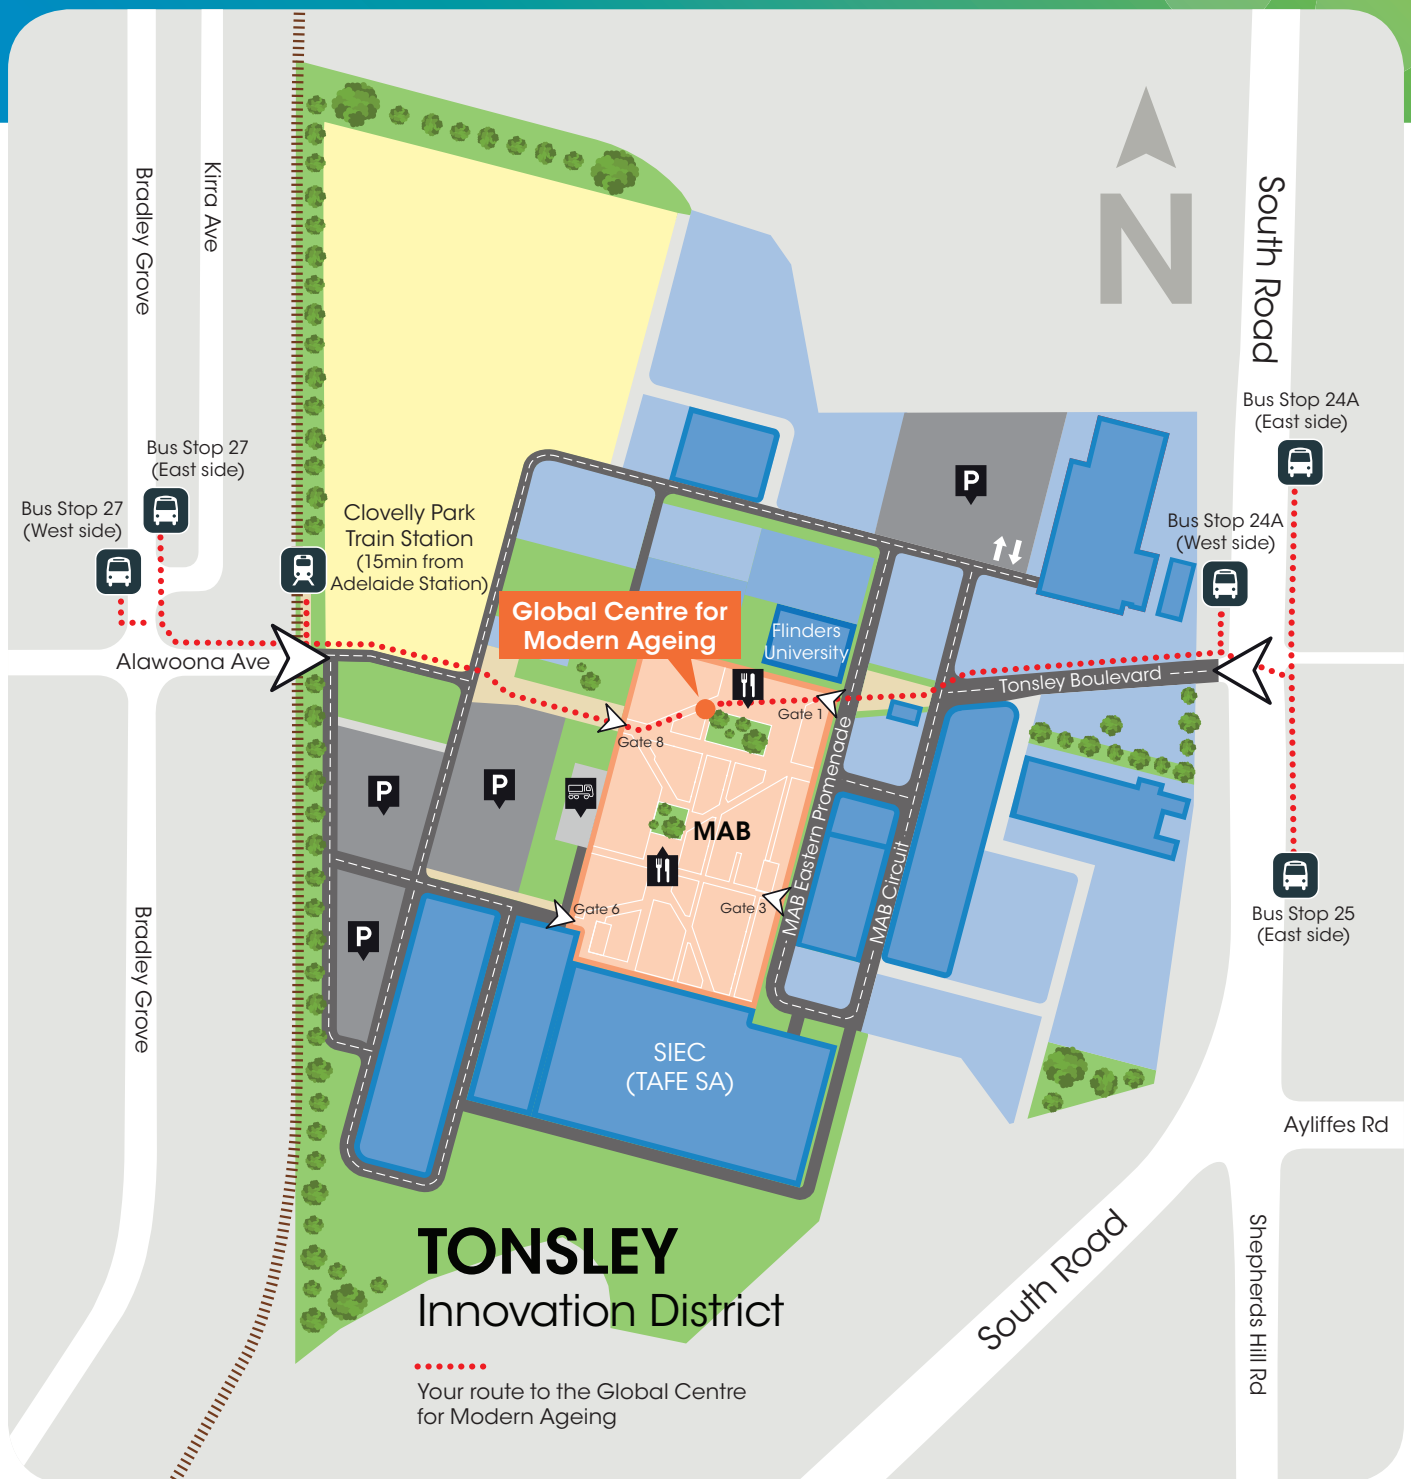 Bradley Grove
Kirra Ave
N
South Road
Bus Stop 24A
(East side)
Bus Stop 27
(East side)
Bus Stop 27
(West side)
Clovelly Park
Train Station
(15min from
Adelaide Station)
P
Bus Stop 24A
(West side)
Global Centre for
Modern Ageing
Flinders
University
Alawoona Ave
Tonsley Boulevard
Gate 1
Gate 8
P
P
MAB
MAB Eastern Promenade
MAB Circuit
Gate 6
Gate 3
P
Bus Stop 25
(East side)
Bradley Grove
SIEC
(TAFE SA)
Ayliffes Rd
South Road
Shepherds Hill Rd
TONSLEY
Innovation District
Your route to the Global Centre
for Modern Ageing